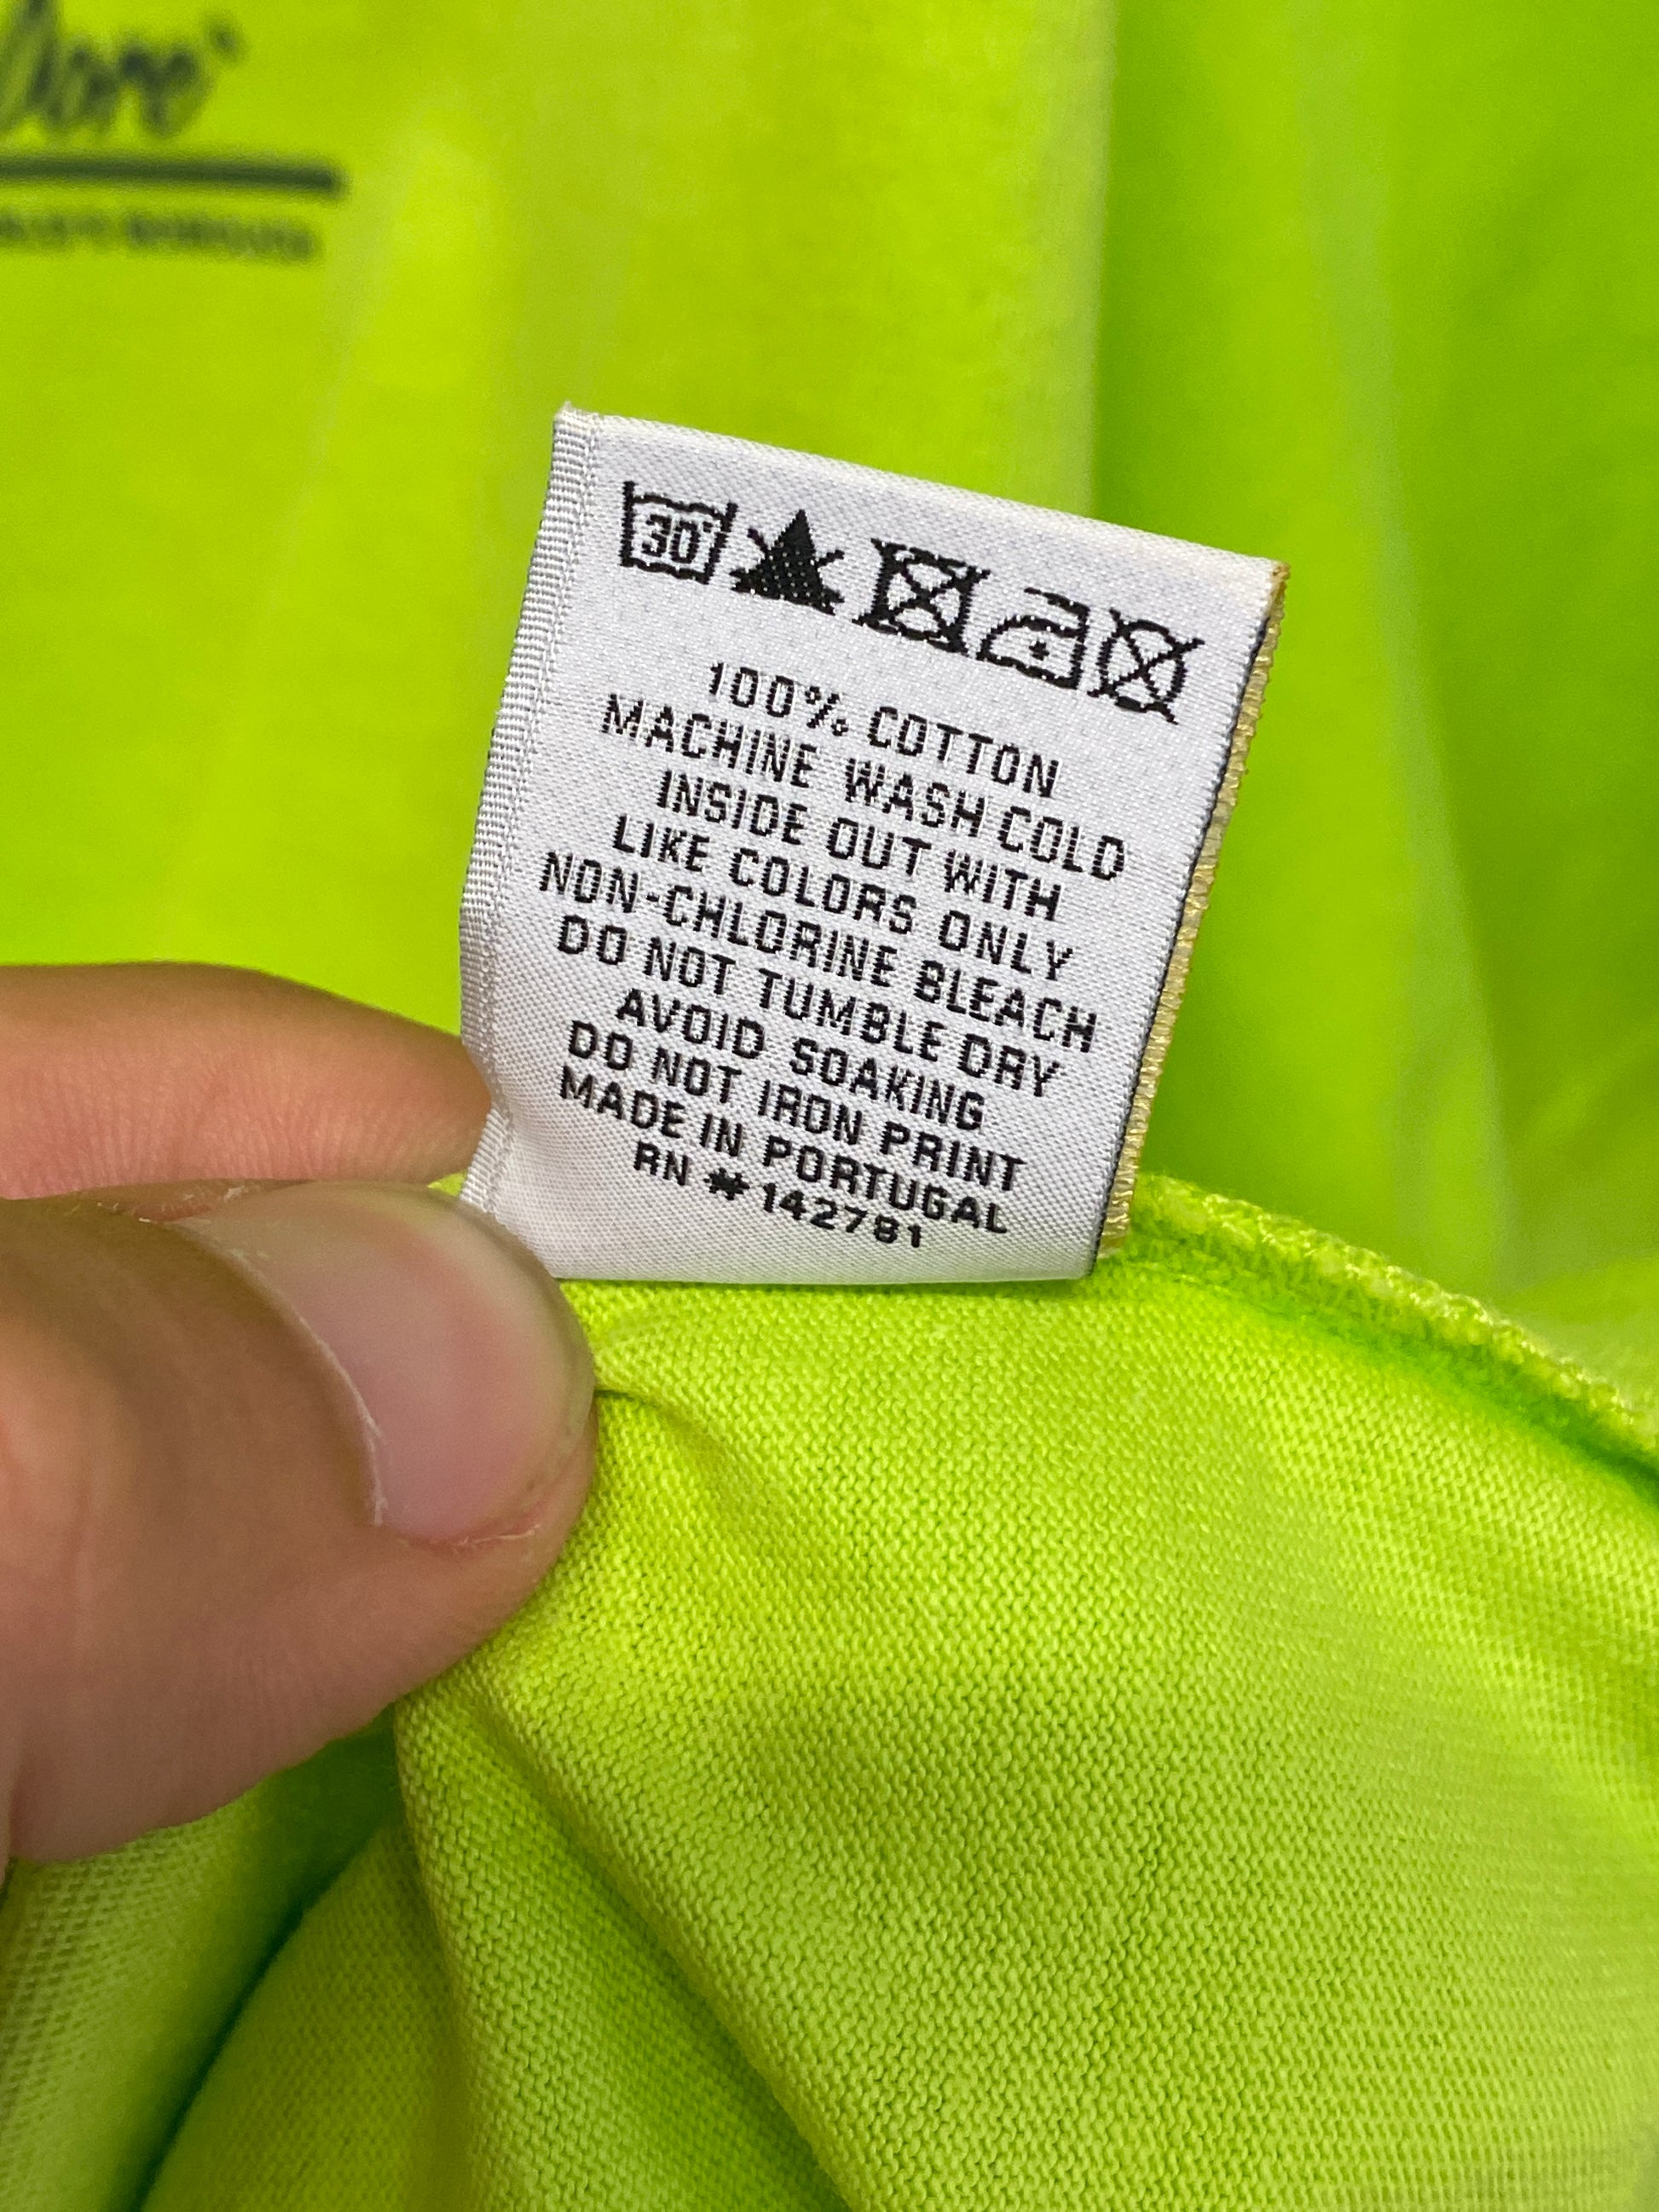 Dore
30°
100% COTTON
MACHINE WASH COLD
INSIDE OUT WITH
LIKE COLORS ONLY
NON-CHLORINE BLEACH
DO NOT TUMBLE DRY
AVOID SOAKING
DO NOT IRON PRINT
MADE IN PORTUGAL
RN #142781